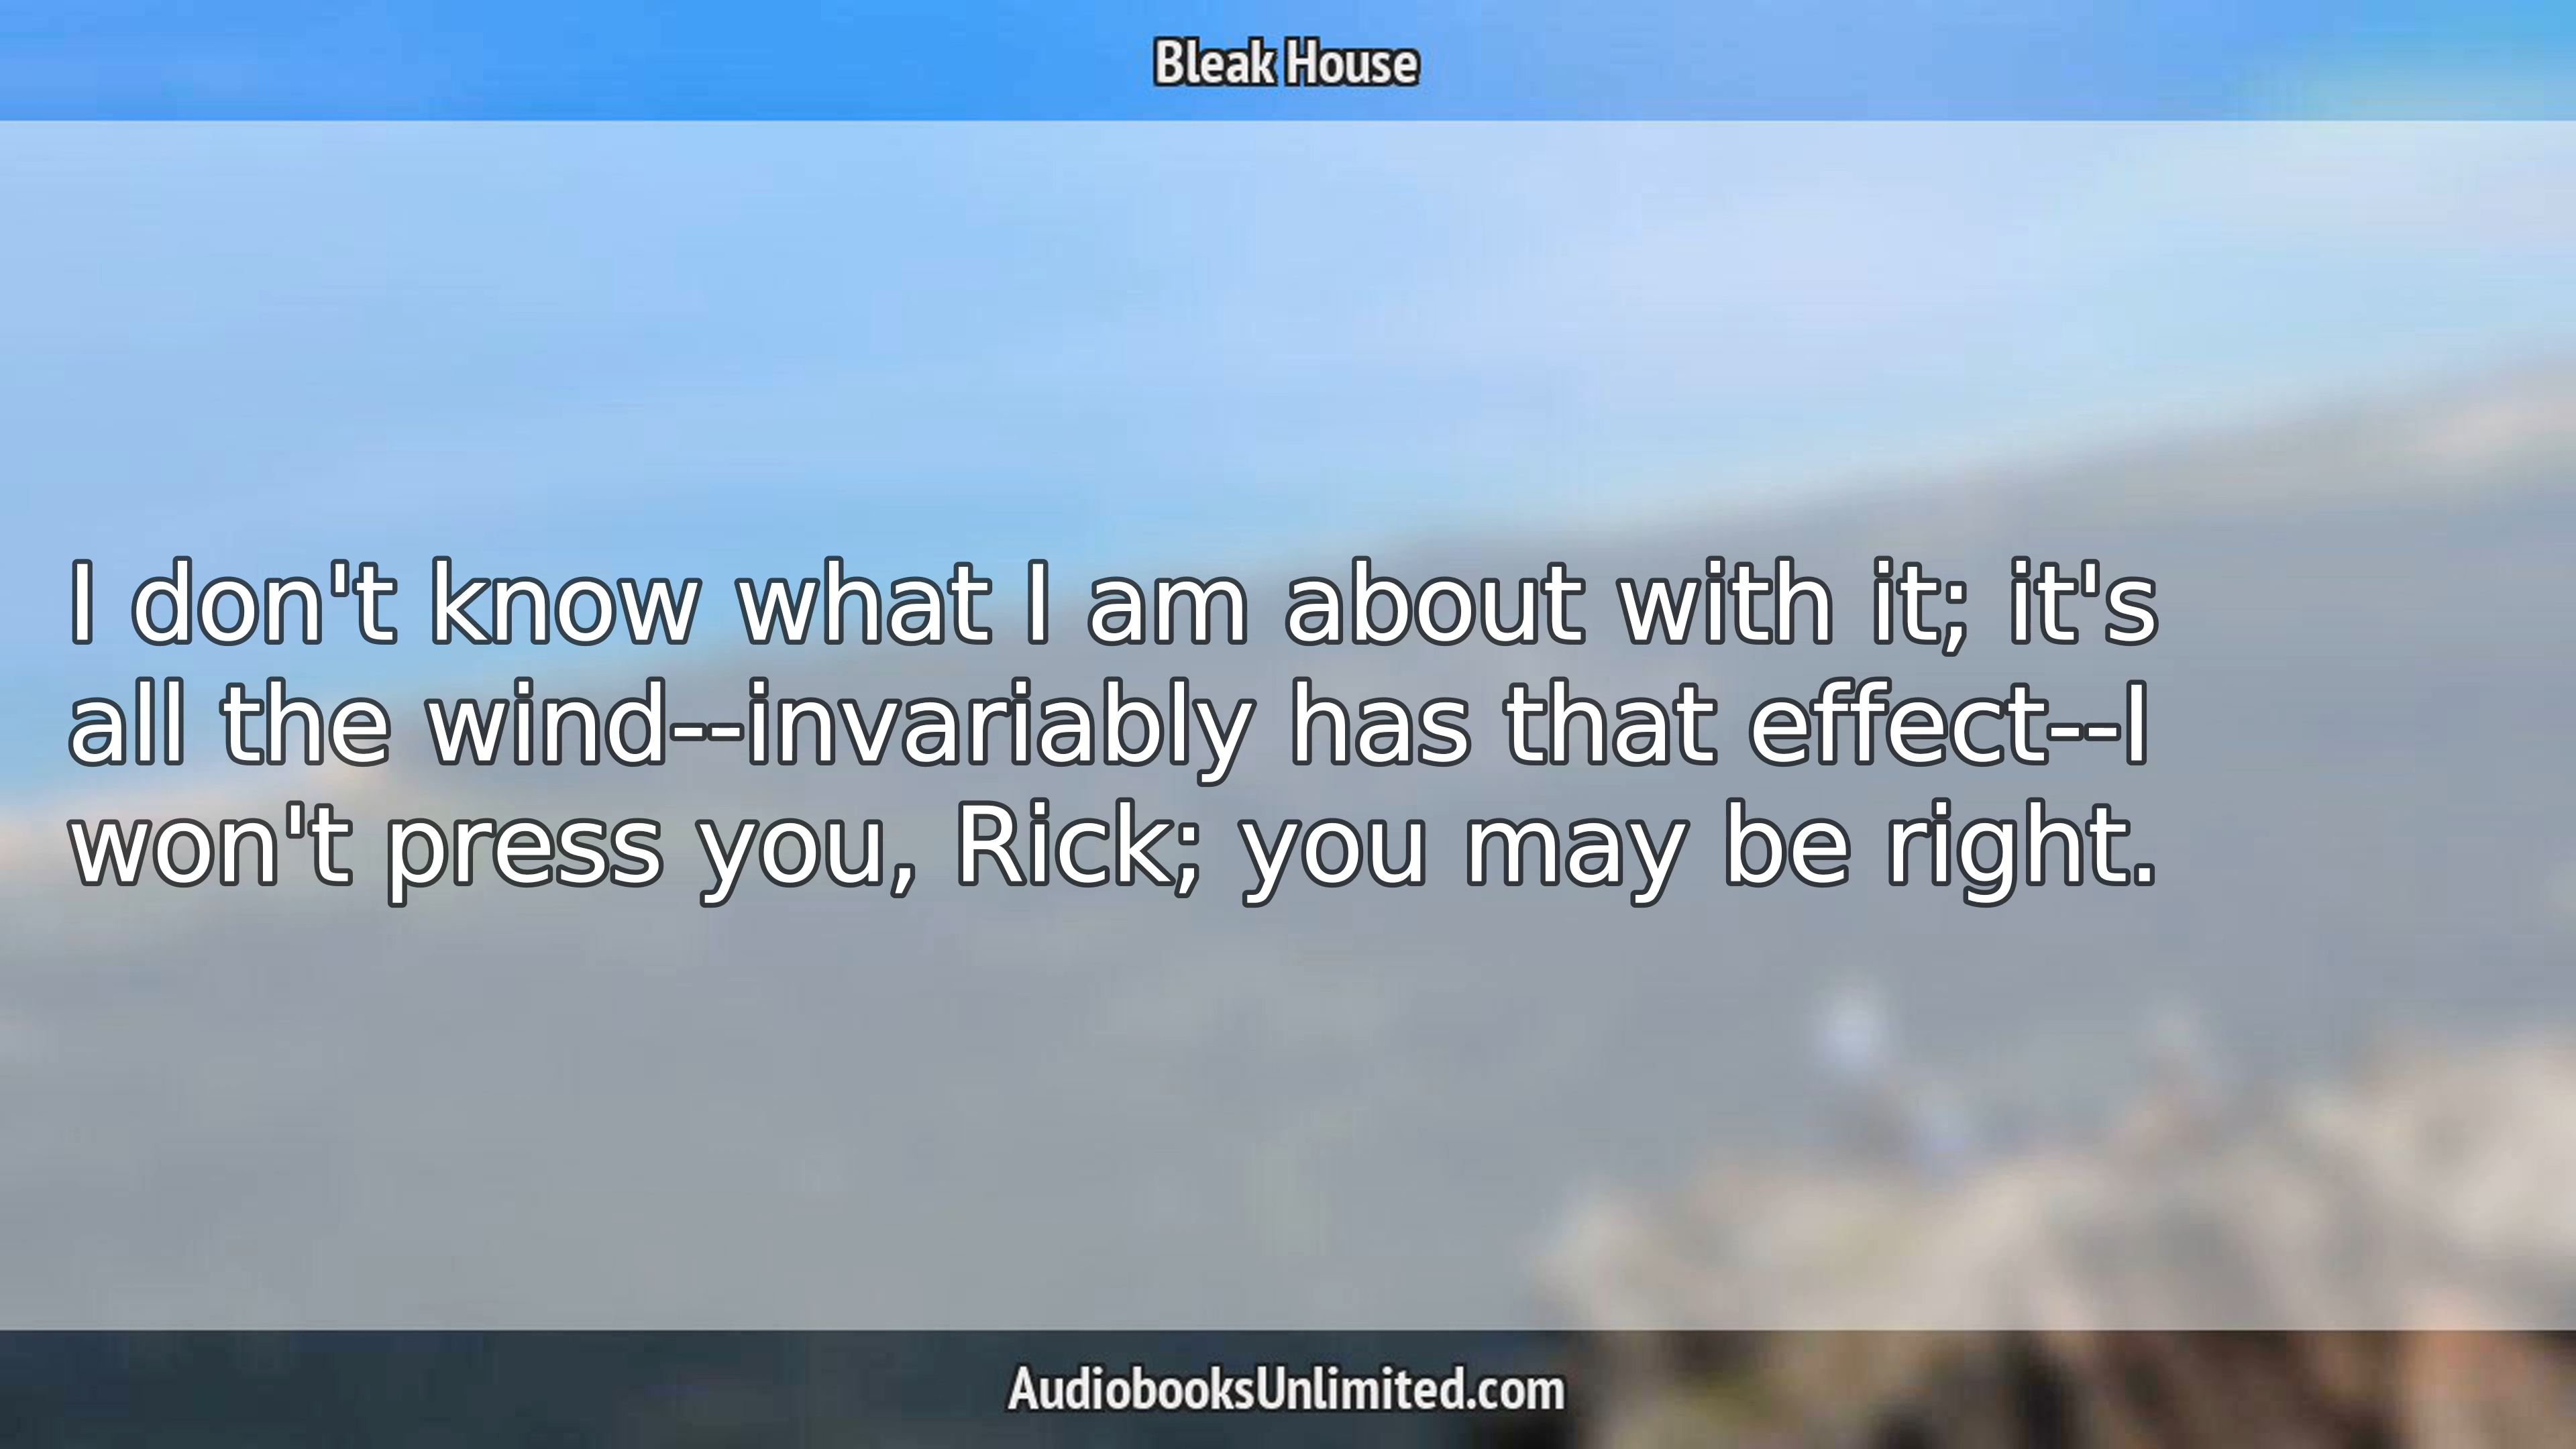 Bleak House
I don't know what I am about with it; it's
all the wind--invariably has that effect--I
won't press you, Rick; you may be right.
AudiobooksUnlimited.com